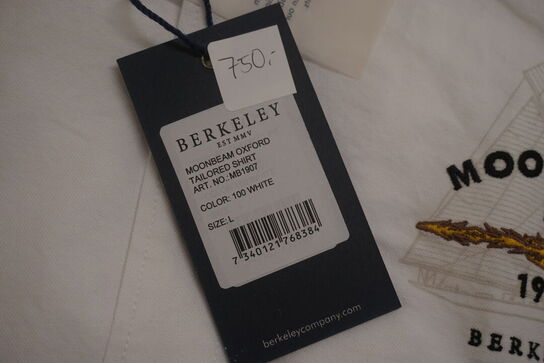 750,-
BERKELEY
EST MMV
MOONBEAM OXFORD
TAILORED SHIRT
ART. NO.:MB1907
COLOR: 100 WHITE
SIZE: L
7 340121 768384
berkeleycompany.com
MOO
19
BERK